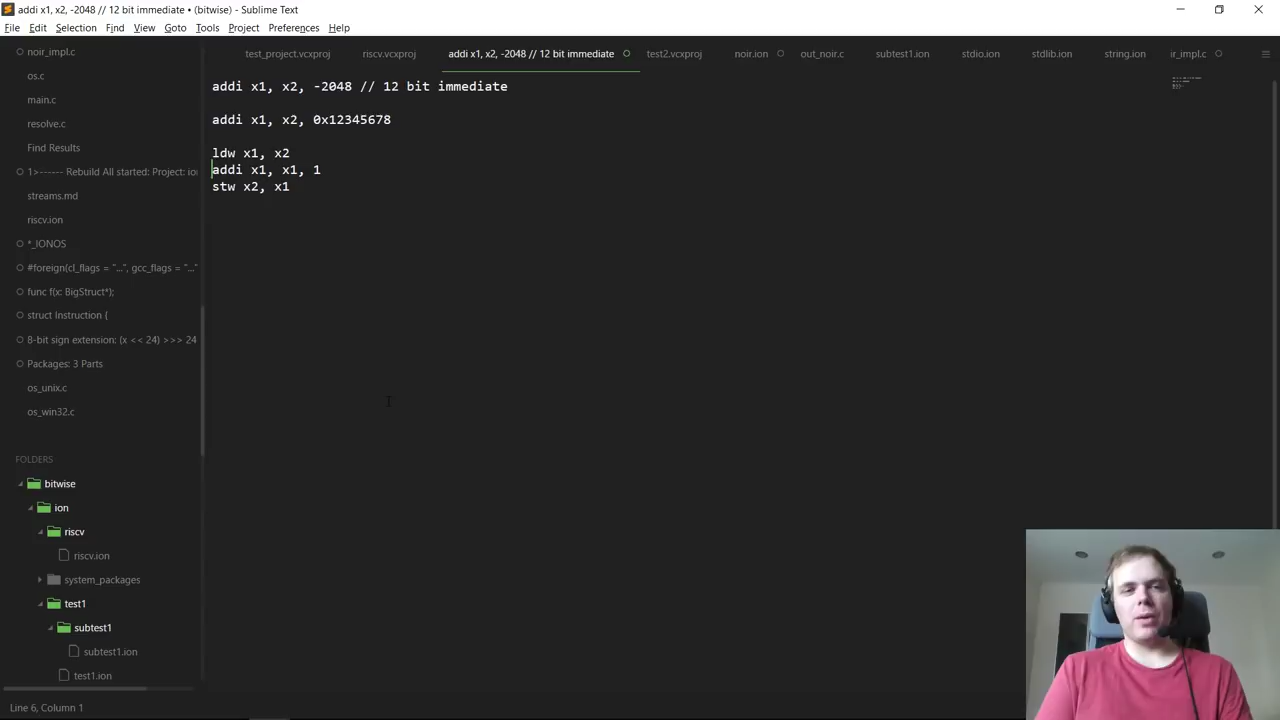 addi x1, x2, -2048 // 12 bit immediate • (bitwise) - Sublime Text
File Edit Selection Find View Goto Tools Project Preferences Help
test_project.vcxproj riscv.vcxproj addi x1, x2, -2048 // 12 bit immediate test2.vcxproj noir.ion out_noir.c subtest1.ion stdio.ion stdlib.ion string.ion ir_impl.c
noir_impl.c
os.c
main.c
resolve.c
Find Results
1>------ Rebuild All started: Project: ion
streams.md
riscv.ion
*_IONOS
#foreign(cl_flags = "...", gcc_flags = "..."
func f(x: BigStruct*);
struct Instruction {
8-bit sign extension: (x << 24) >>> 24
Packages: 3 Parts
os_unix.c
os_win32.c
FOLDERS
bitwise
ion
riscv
riscv.ion
system_packages
test1
subtest1
subtest1.ion
test1.ion
addi x1, x2, -2048 // 12 bit immediate
addi x1, x2, 0x12345678
ldw x1, x2
addi x1, x1, 1
stw x2, x1
Line 6, Column 1